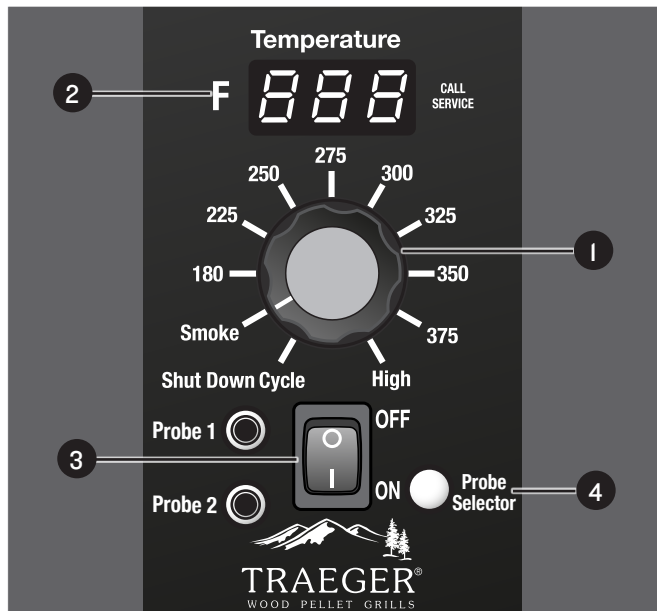 Temperature
2
F 888
CALL
SERVICE
275
250
300
225
325
1
180
350
Smoke
375
Shut Down Cycle
High
Probe 1
OFF
3
Probe 2
ON
Probe
Selector
4
TRAEGER®
WOOD PELLET GRILLS